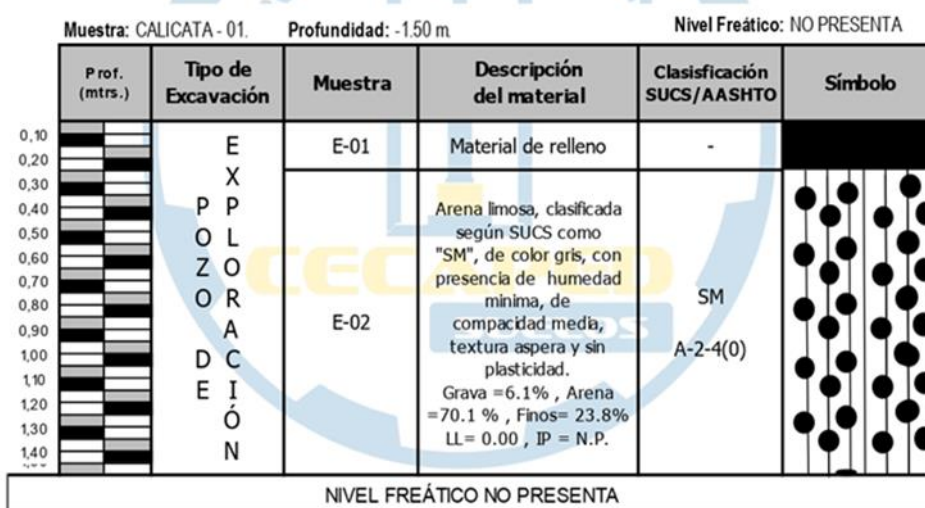 Muestra: CALICATA - 01. Profundidad: -1.50 m. Nivel Freático: NO PRESENTA
Prof. (mtrs.)
Tipo de Excavación
Muestra
Descripción del material
Clasisficación SUCS/AASHTO
Símbolo
0,10
0,20
0,30
0,40
0,50
0,60
0,70
0,80
0,90
1,00
1,10
1,20
1,30
1,40
POZO DE
EXPLORACIÓN
E-01
Material de relleno
-
E-02
Arena limosa, clasificada
según SUCS como
"SM", de color gris, con
presencia de humedad
minima, de
compacidad media,
textura aspera y sin
plasticidad.
Grava =6.1% , Arena
=70.1 % , Finos= 23.8%
LL= 0.00 , IP = N.P.
SM
A-2-4(0)
NIVEL FREÁTICO NO PRESENTA